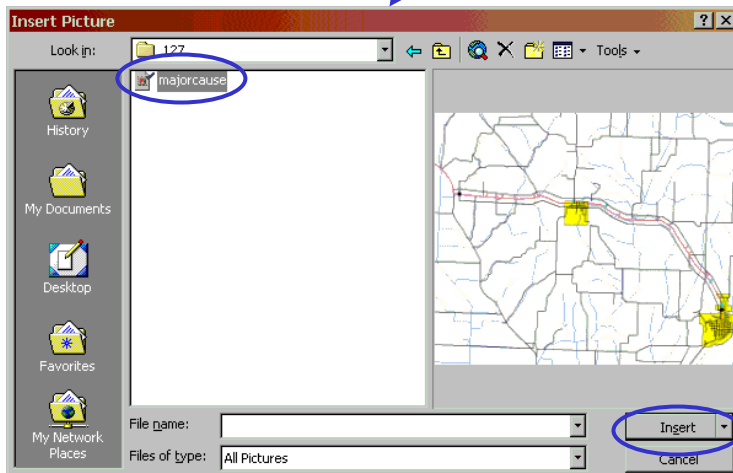 Insert Picture
Look in: 127 Tools
majorcause
History
My Documents
Desktop
Favorites
My Network
Places
File name: Insert
Files of type: All Pictures Cancel